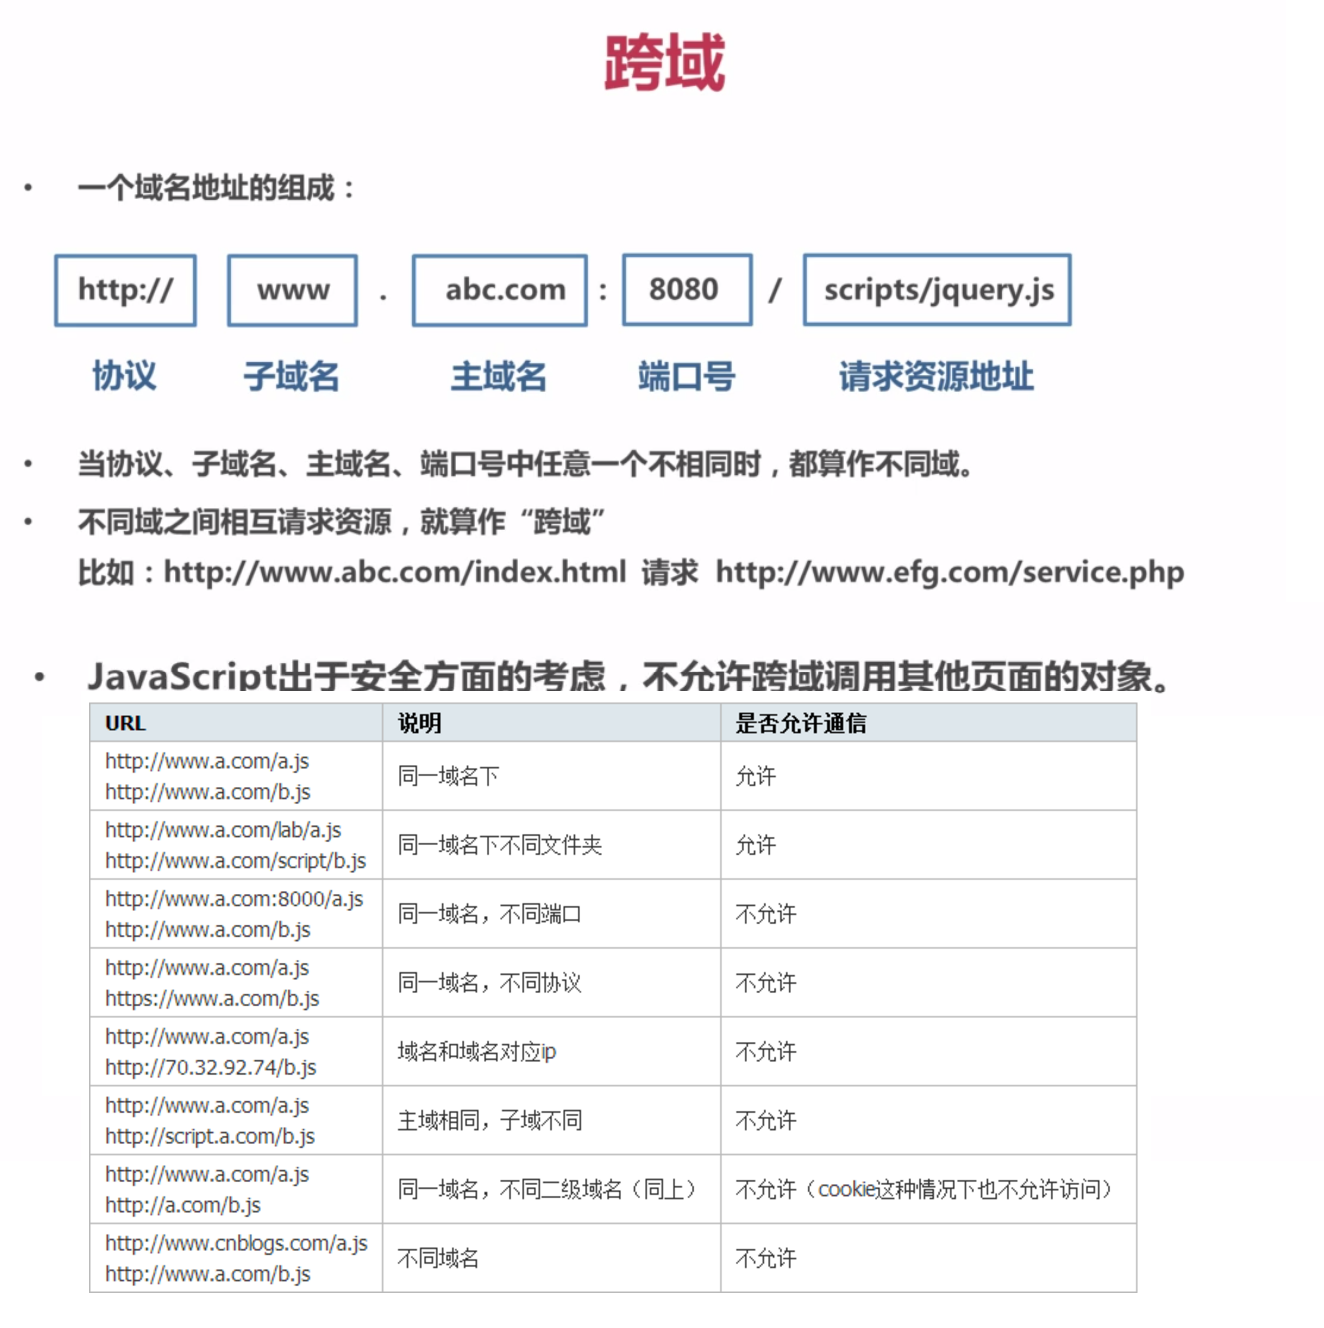 跨域
• 一个域名地址的组成：
http:// www . abc.com : 8080 / scripts/jquery.js
协议 子域名 主域名 端口号 请求资源地址
• 当协议、子域名、主域名、端口号中任意一个不相同时，都算作不同域。
• 不同域之间相互请求资源，就算作“跨域”
比如：http://www.abc.com/index.html 请求 http://www.efg.com/service.php
• JavaScript出于安全方面的考虑，不允许跨域调用其他页面的对象。
URL 说明 是否允许通信
http://www.a.com/a.js
http://www.a.com/b.js
同一域名下
允许
http://www.a.com/lab/a.js
http://www.a.com/script/b.js
同一域名下不同文件夹
允许
http://www.a.com:8000/a.js
http://www.a.com/b.js
同一域名，不同端口
不允许
http://www.a.com/a.js
https://www.a.com/b.js
同一域名，不同协议
不允许
http://www.a.com/a.js
http://70.32.92.74/b.js
域名和域名对应ip
不允许
http://www.a.com/a.js
http://script.a.com/b.js
主域相同，子域不同
不允许
http://www.a.com/a.js
http://a.com/b.js
同一域名，不同二级域名（同上）
不允许（cookie这种情况下也不允许访问）
http://www.cnblogs.com/a.js
http://www.a.com/b.js
不同域名
不允许